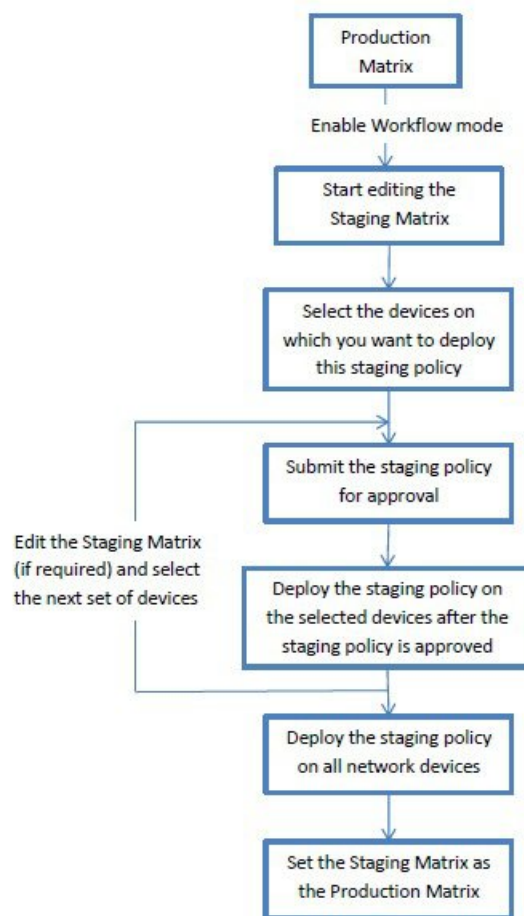 Production
Matrix
Enable Workflow mode
Start editing the
Staging Matrix
Select the devices on
which you want to deploy
this staging policy
Submit the staging policy
for approval
Edit the Staging Matrix
(if required) and select
the next set of devices
Deploy the staging policy on
the selected devices after the
staging policy is approved
Deploy the staging policy
on all network devices
Set the Staging Matrix as
the Production Matrix